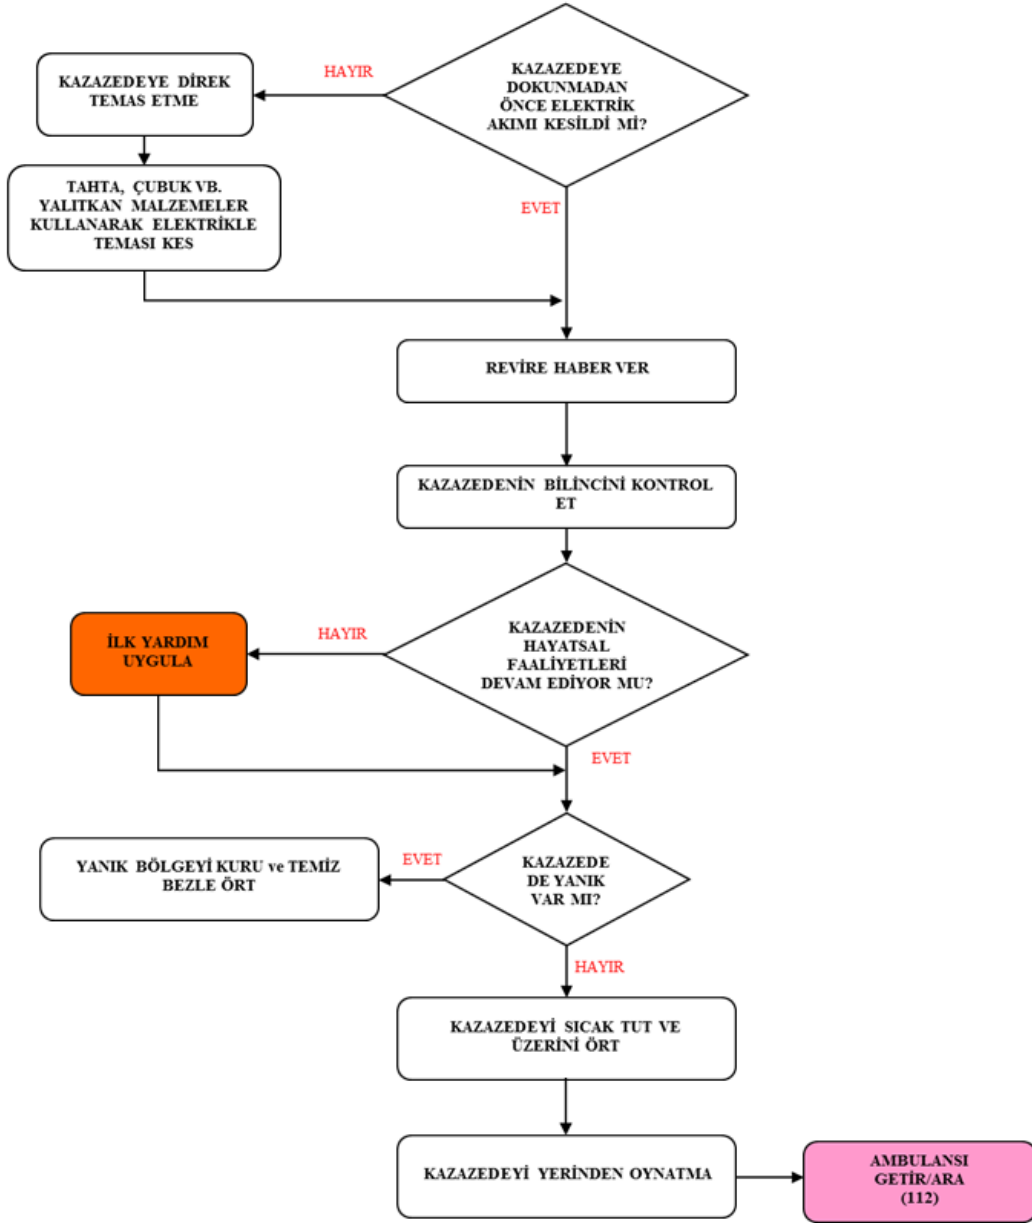 KAZAZEDEYE
DOKUNMADAN
ÖNCE ELEKTRİK
AKIMI KESİLDİ Mİ?
HAYIR
KAZAZEDEYE DİREK
TEMAS ETME
TAHTA, ÇUBUK VB.
YALITKAN MALZEMELER
KULLANARAK ELEKTRİKLE
TEMASI KES
EVET
REVİRE HABER VER
KAZAZEDENİN BİLİNCİNİ KONTROL
ET
KAZAZEDENİN
HAYATSAL
FAALİYETLERİ
DEVAM EDİYOR MU?
HAYIR
İLK YARDIM
UYGULA
EVET
KAZAZEDE
DE YANIK
VAR MI?
EVET
YANIK BÖLGEYİ KURU ve TEMİZ
BEZLE ÖRT
HAYIR
KAZAZEDEYİ SICAK TUT VE
ÜZERİNİ ÖRT
KAZAZEDEYİ YERİNDEN OYNATMA
AMBULANSI
GETİR/ARA
(112)